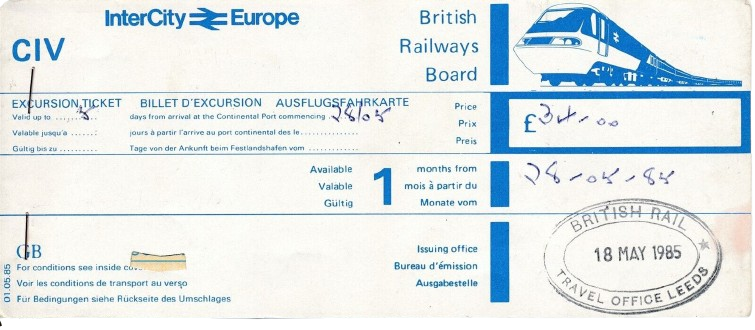 InterCity Europe
British
Railways
Board
CIV
EXCURSION TICKET BILLET D'EXCURSION AUSFLUGSFAHRKARTE
Valid up to ........ 5 days from arrival at the Continental Port commencing 28/05
Valable jusqu'a ....... jours à partir l'arrive au port continental des le...............
Gültig bis zu .......... Tage von der Ankunft beim Festlandshafen vom ...............
Price
Prix
Preis
£34-00
Available
Valable
Gültig
1
months from
mois à partir du
Monate vom
28-05-85
GB
For conditions see inside
Voir les conditions de transport au verso
Für Bedingungen siehe Rückseite des Umschlages
01.05.85
Issuing office
Bureau d'émission
Ausgabestelle
BRITISH RAIL
18 MAY 1985
TRAVEL OFFICE LEEDS